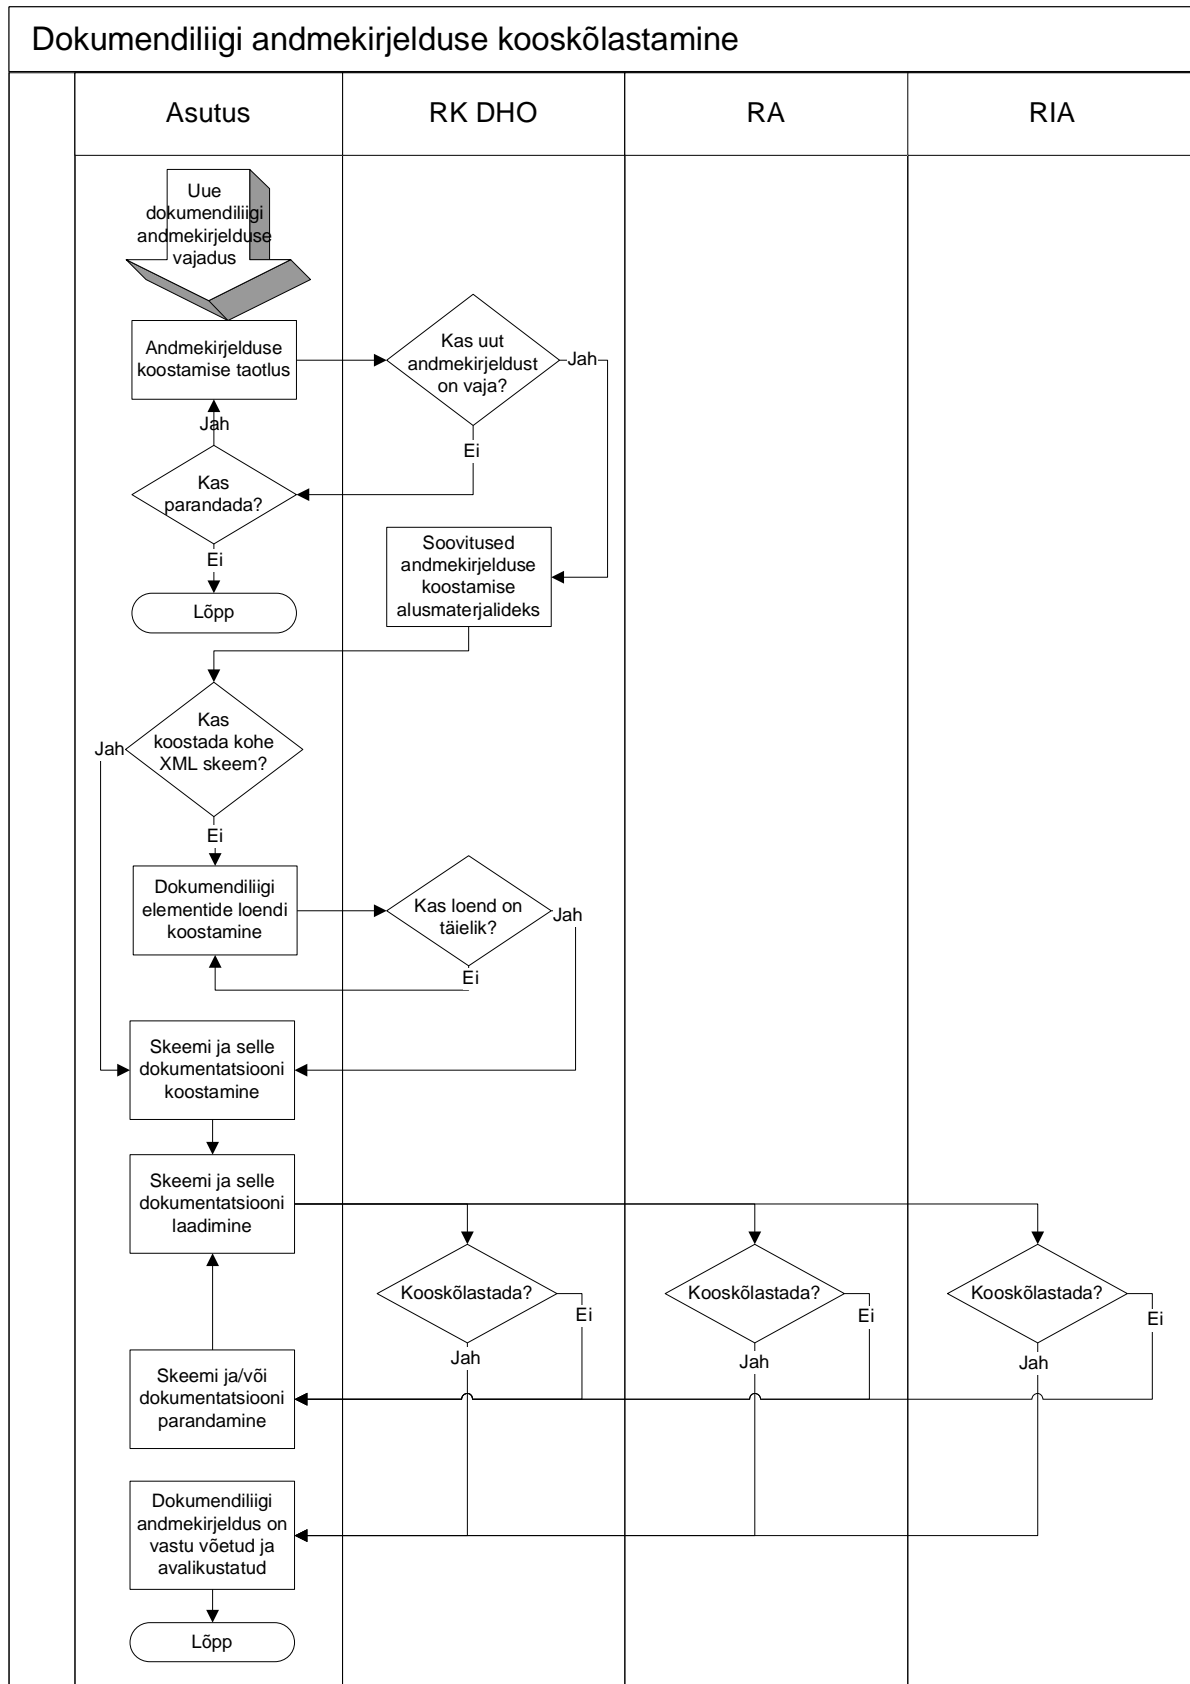 Dokumendiliigi andmekirjelduse kooskõlastamine
Asutus
RK DHO
RA
RIA
Uue
dokumendiliigi
andmekirjelduse
vajadus
Andmekirjelduse
koostamise taotlus
Kas uut
andmekirjeldust
on vaja?
Jah
Jah
Ei
Kas
parandada?
Ei
Lõpp
Soovitused
andmekirjelduse
koostamise
alusmaterjalideks
Kas
koostada kohe
XML skeem?
Jah
Ei
Dokumendiliigi
elementide loendi
koostamine
Kas loend on
täielik?
Jah
Ei
Skeemi ja selle
dokumentatsiooni
koostamine
Skeemi ja selle
dokumentatsiooni
laadimine
Kooskõlastada?
Kooskõlastada?
Kooskõlastada?
Ei
Ei
Ei
Jah
Jah
Jah
Skeemi ja/või
dokumentatsiooni
parandamine
Dokumendiliigi
andmekirjeldus on
vastu võetud ja
avalikustatud
Lõpp